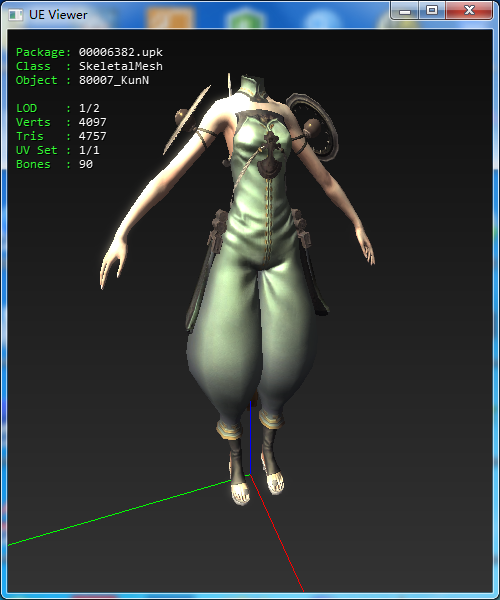 UE Viewer
Package: 00006382.upk
Class : SkeletalMesh
Object : 80007_KunN
LOD : 1/2
Verts : 4097
Tris : 4757
UV Set : 1/1
Bones : 90